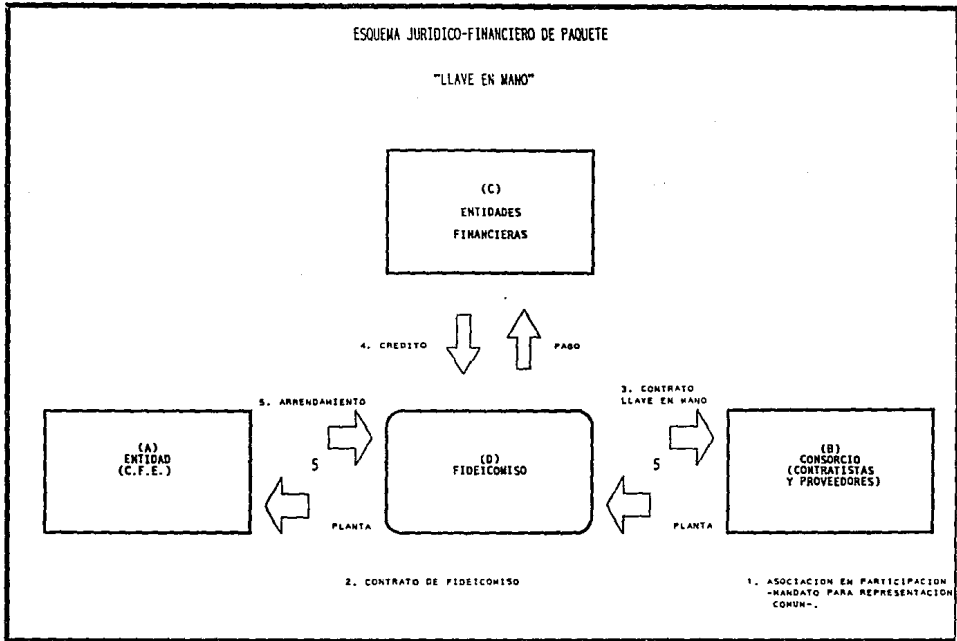 ESQUEMA JURIDICO-FINANCIERO DE PAQUETE
"LLAVE EN MANO"
(C)
ENTIDADES
FINANCIERAS
4. CREDITO
PAGO
5. ARRENDAMIENTO
3. CONTRATO
LLAVE EN MANO
(A)
ENTIDAD
(C.F.E.)
S
(D)
FIDEICOMISO
S
(B)
CONSORCIO
(CONTRATISTAS
Y PROVEEDORES)
PLANTA
PLANTA
2. CONTRATO DE FIDEICOMISO
1. ASOCIACION EN PARTICIPACION
-MANDATO PARA REPRESENTACION
COMUN-.